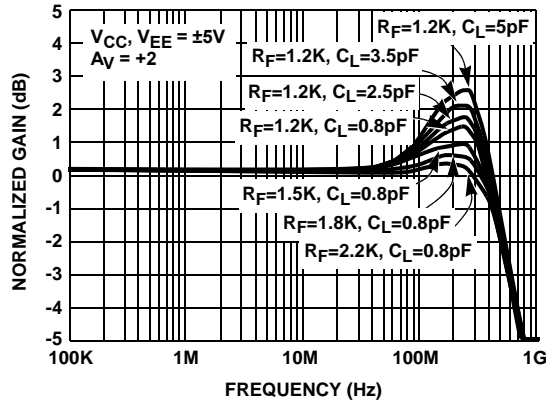 V_CC, V_EE = ±5V
A_V = +2
R_F=1.2K, C_L=5pF
R_F=1.2K, C_L=3.5pF
R_F=1.2K, C_L=2.5pF
R_F=1.2K, C_L=0.8pF
R_F=1.5K, C_L=0.8pF
R_F=1.8K, C_L=0.8pF
R_F=2.2K, C_L=0.8pF
NORMALIZED GAIN (dB)
5
4
3
2
1
0
-1
-2
-3
-4
-5
100K 1M 10M 100M 1G
FREQUENCY (Hz)